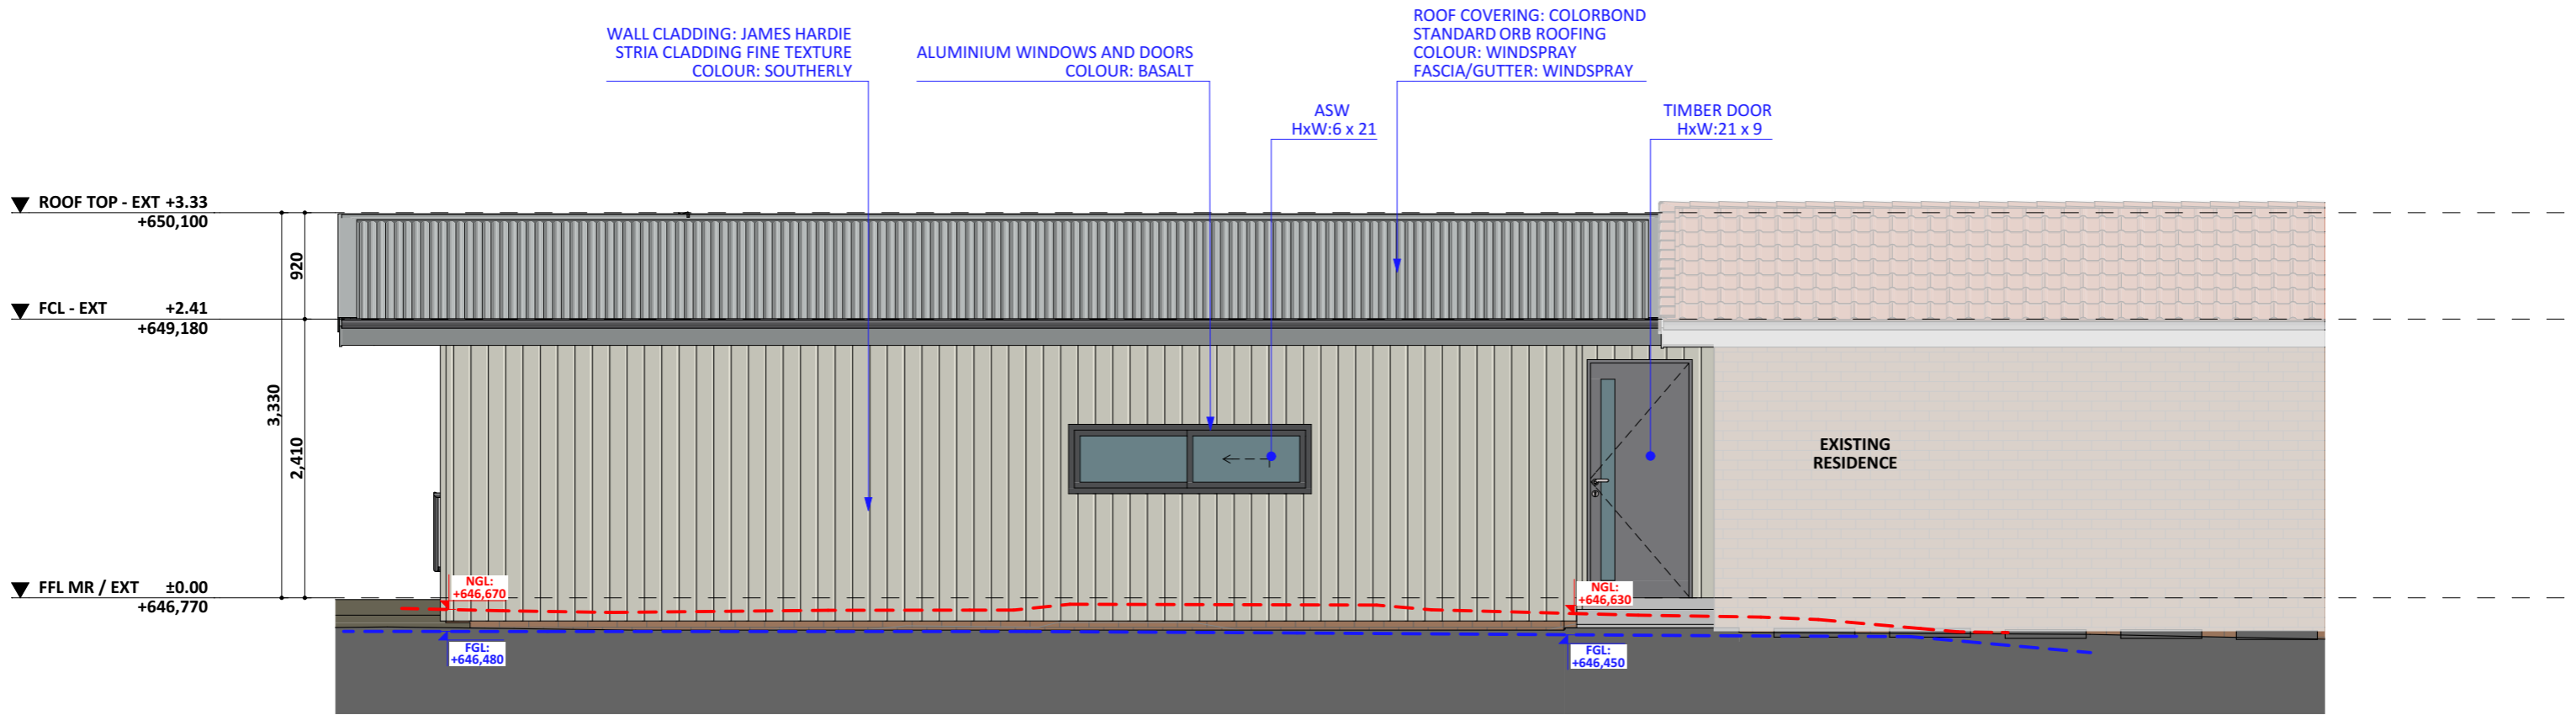 WALL CLADDING: JAMES HARDIE
STRIA CLADDING FINE TEXTURE
COLOUR: SOUTHERLY
ALUMINIUM WINDOWS AND DOORS
COLOUR: BASALT
ROOF COVERING: COLORBOND
STANDARD ORB ROOFING
COLOUR: WINDSPRAY
FASCIA/GUTTER: WINDSPRAY
ASW
HxW:6 x 21
TIMBER DOOR
HxW:21 x 9
ROOF TOP - EXT +3.33
+650,100
920
FCL - EXT +2.41
+649,180
3,330
2,410
EXISTING
RESIDENCE
FFL MR / EXT ±0.00
+646,770
NGL:
+646,670
NGL:
+646,630
FGL:
+646,480
FGL:
+646,450